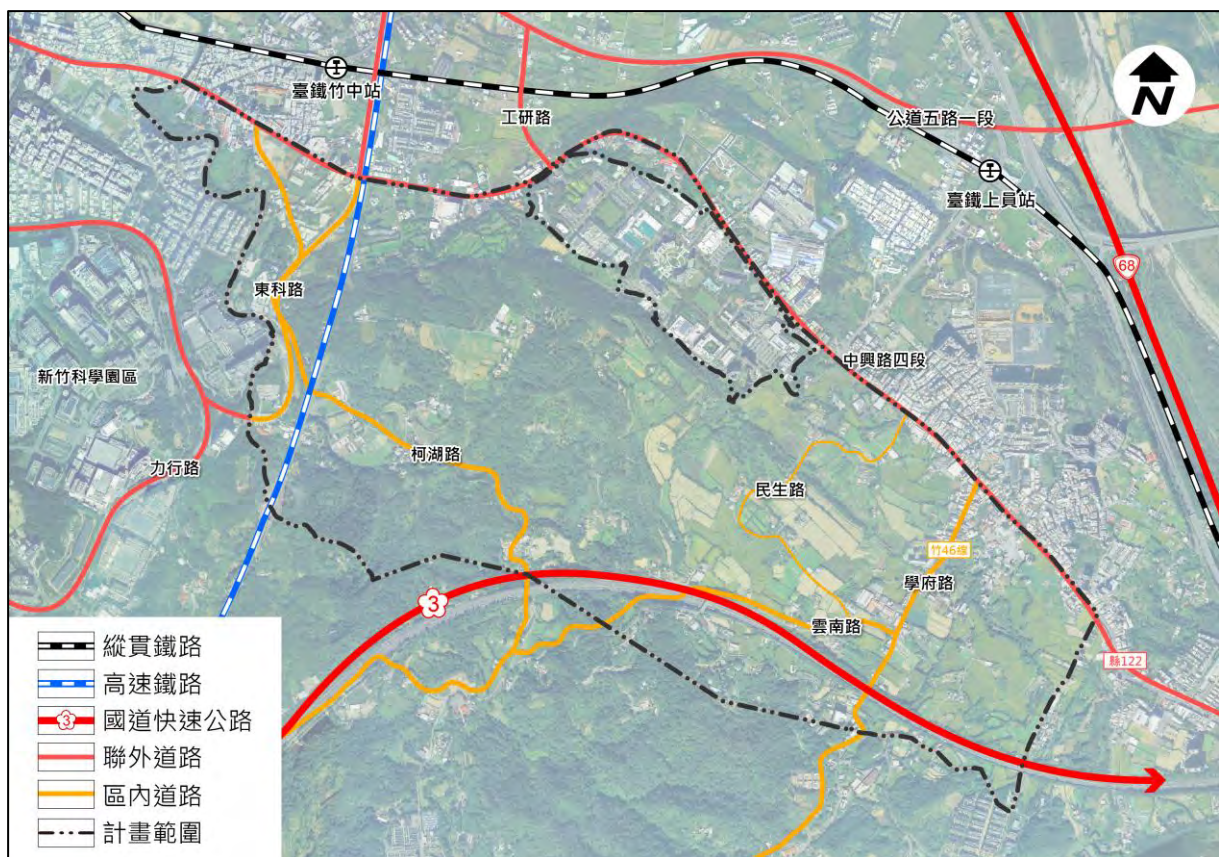 臺鐵竹中站
工研路
公道五路一段
臺鐵上員站
68
東科路
新竹科學園區
中興路四段
力行路
柯湖路
民生路
竹46線
學府路
3
雲南路
縣122
N
縱貫鐵路
高速鐵路
3
國道快速公路
聯外道路
區內道路
計畫範圍